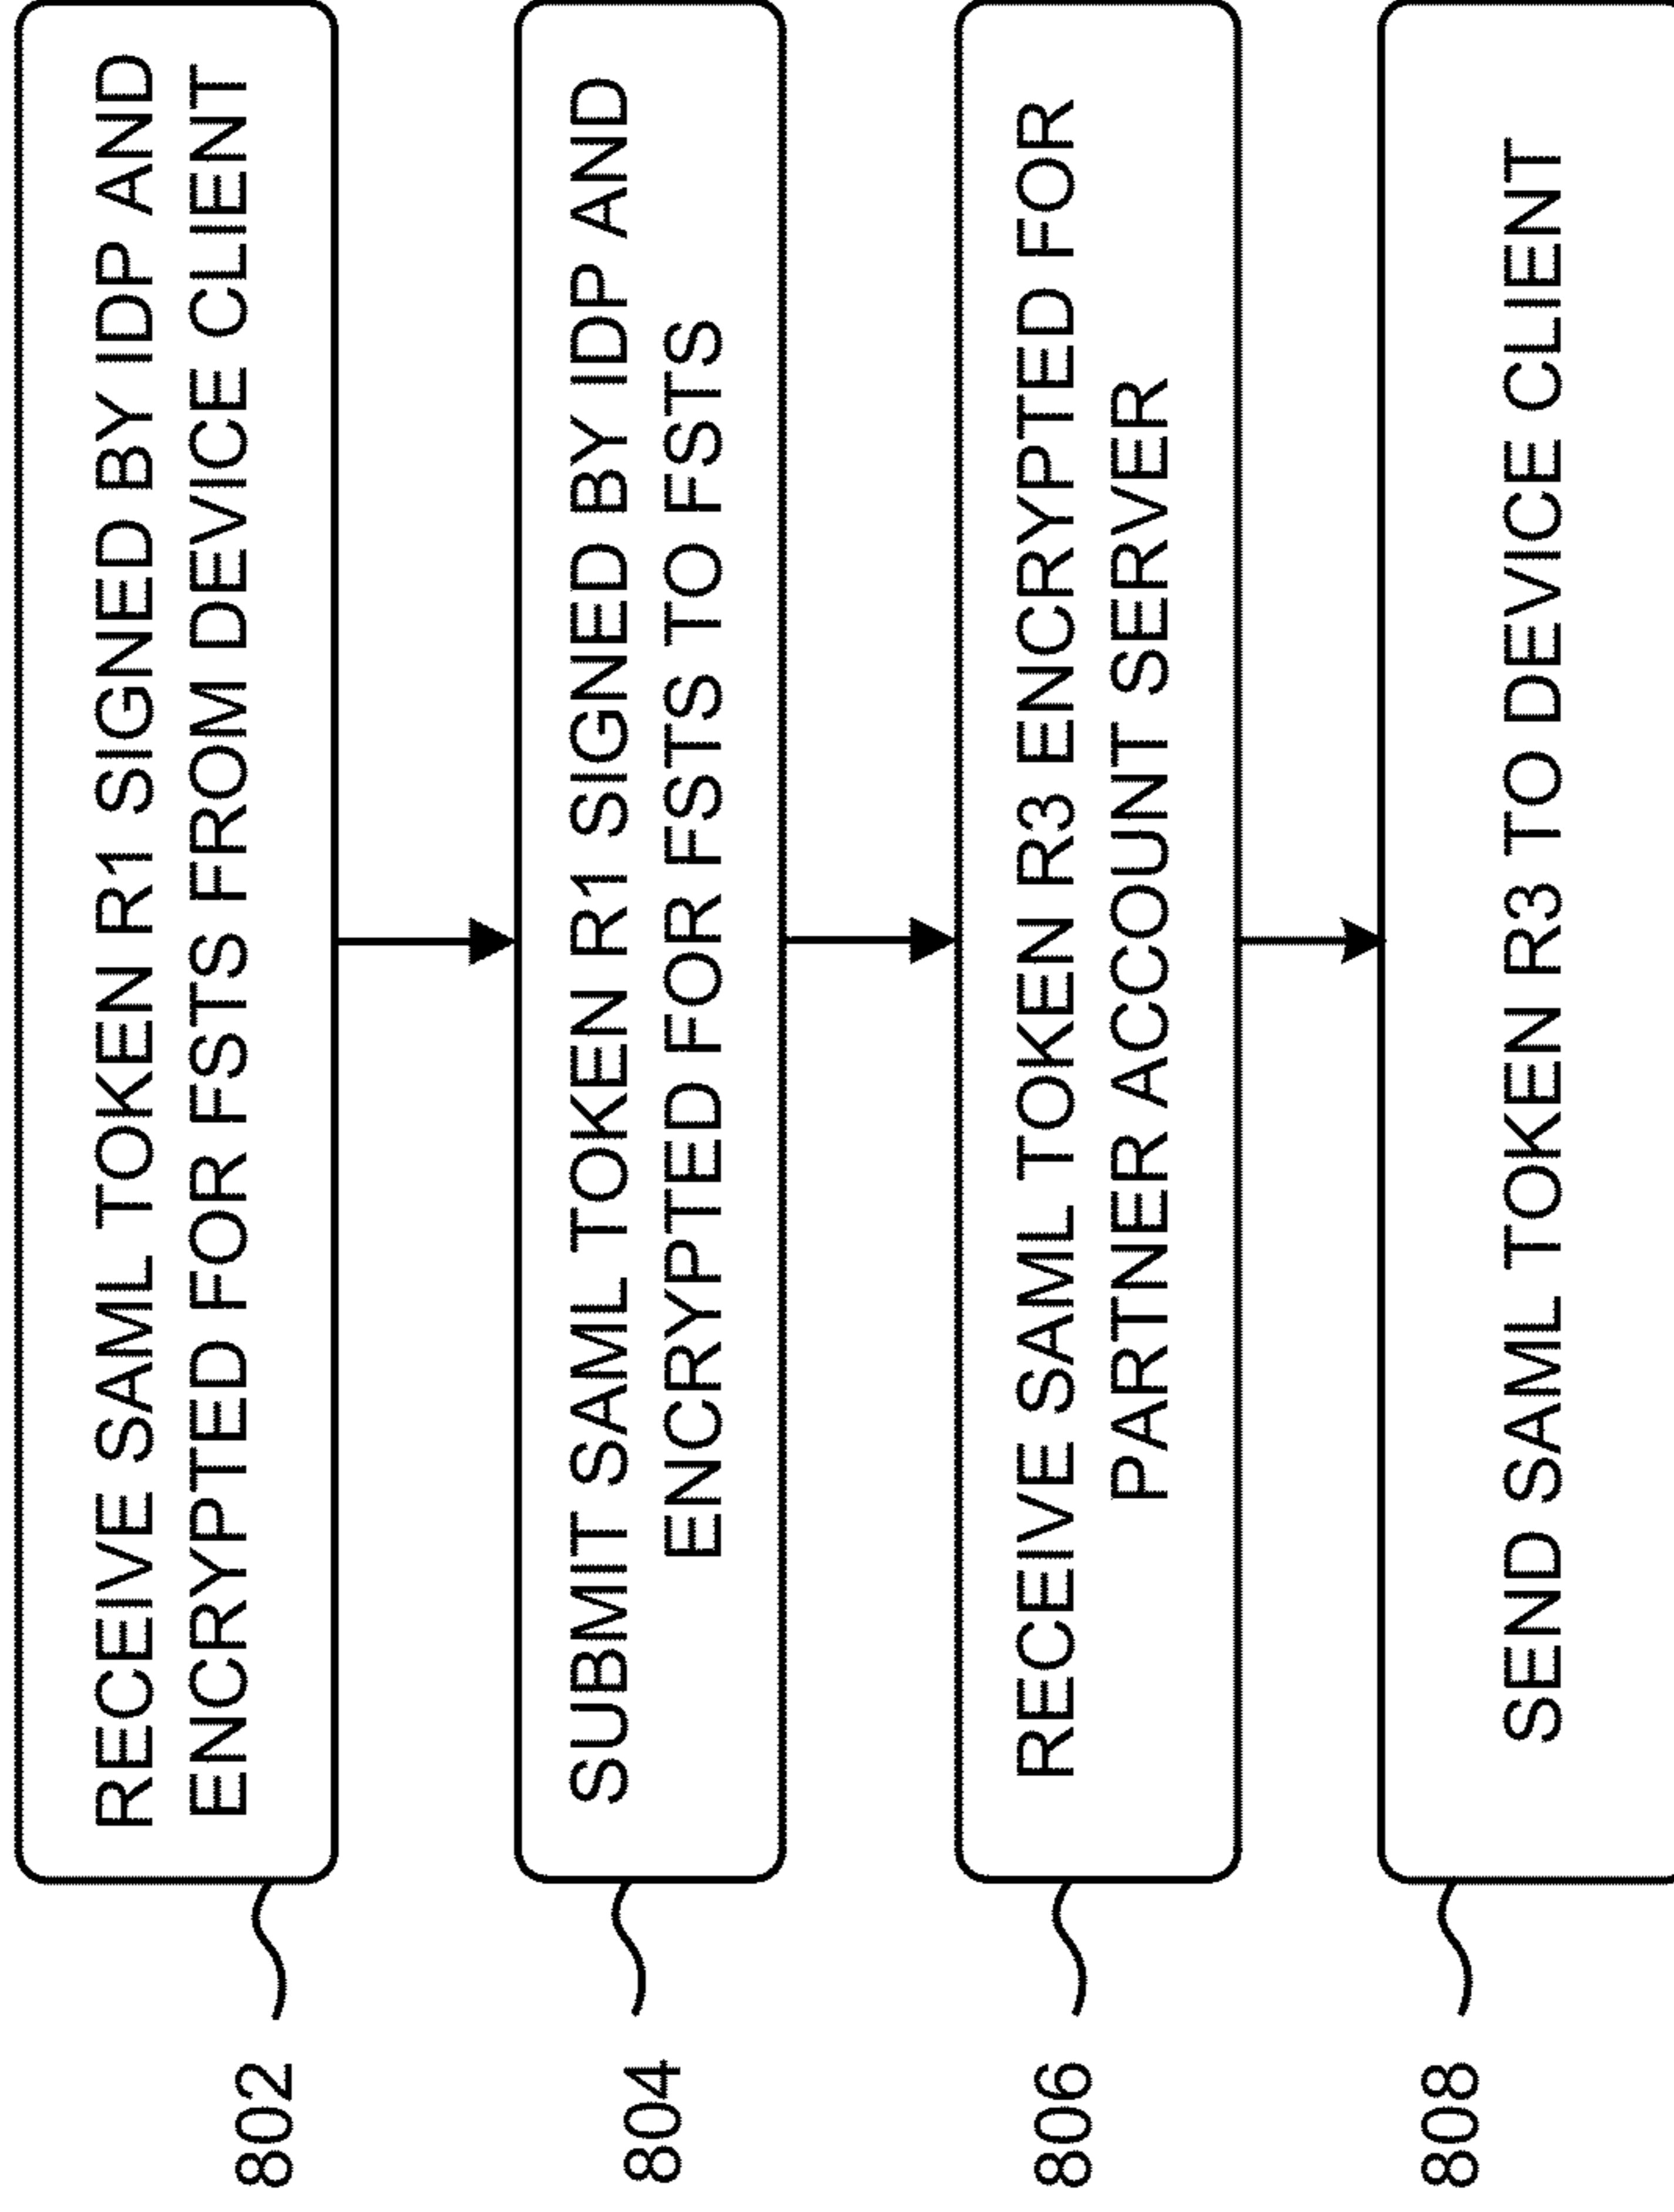 802
RECEIVE SAML TOKEN R1 SIGNED BY IDP AND
ENCRYPTED FOR FSTS FROM DEVICE CLIENT
804
SUBMIT SAML TOKEN R1 SIGNED BY IDP AND
ENCRYPTED FOR FSTS TO FSTS
806
RECEIVE SAML TOKEN R3 ENCRYPTED FOR
PARTNER ACCOUNT SERVER
808
SEND SAML TOKEN R3 TO DEVICE CLIENT